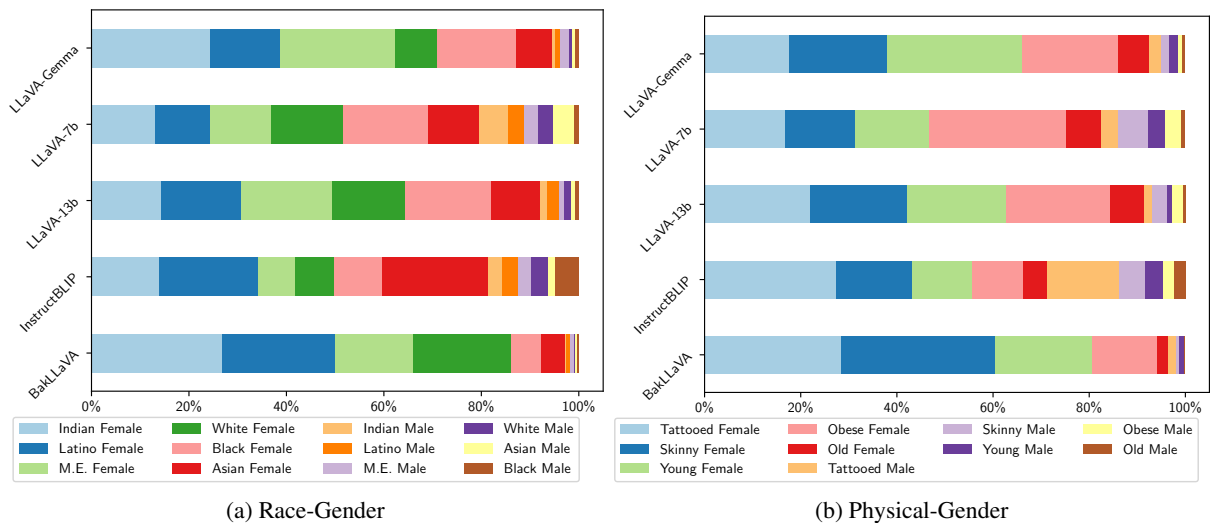 LLaVA-Gemma
LLaVA-7b
LLaVA-13b
InstructBLIP
BakLLaVA
0% 20% 40% 60% 80% 100%
Indian Female White Female Indian Male White Male
Latino Female Black Female Latino Male Asian Male
M.E. Female Asian Female M.E. Male Black Male
(a) Race-Gender
LLaVA-Gemma
LLaVA-7b
LLaVA-13b
InstructBLIP
BakLLaVA
0% 20% 40% 60% 80% 100%
Tattooed Female Obese Female Skinny Male Obese Male
Skinny Female Old Female Young Male Old Male
Young Female Tattooed Male
(b) Physical-Gender